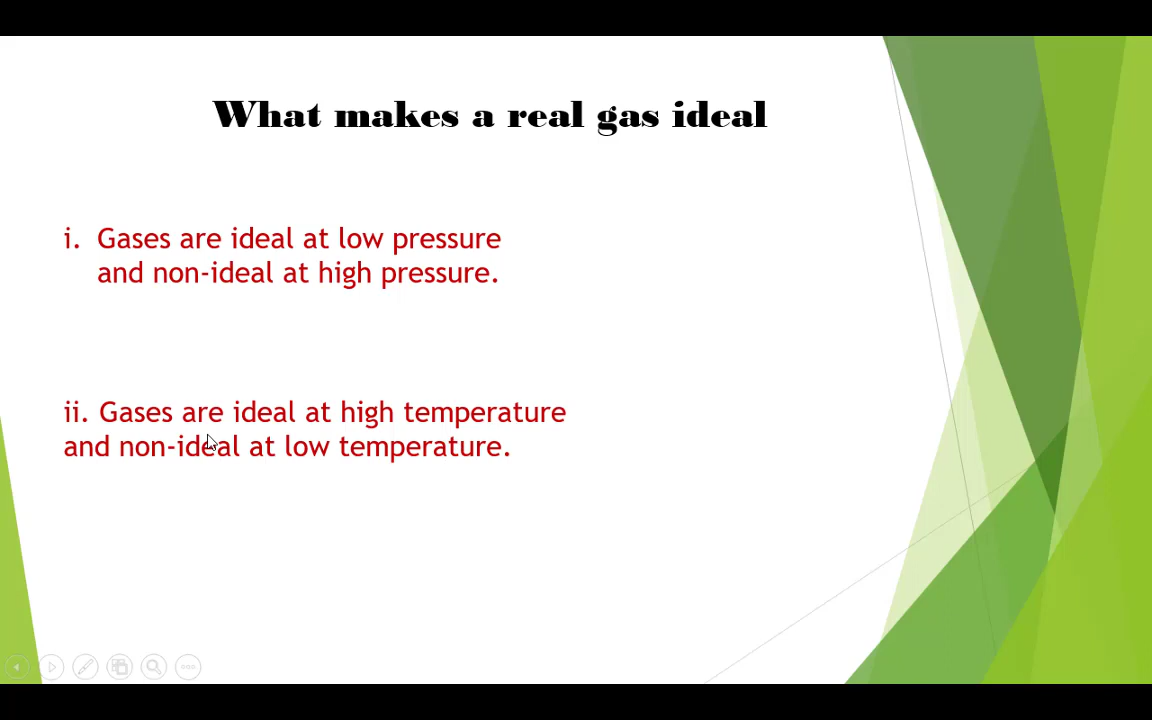 What makes a real gas ideal
i. Gases are ideal at low pressure
and non-ideal at high pressure.
ii. Gases are ideal at high temperature
and non-ideal at low temperature.